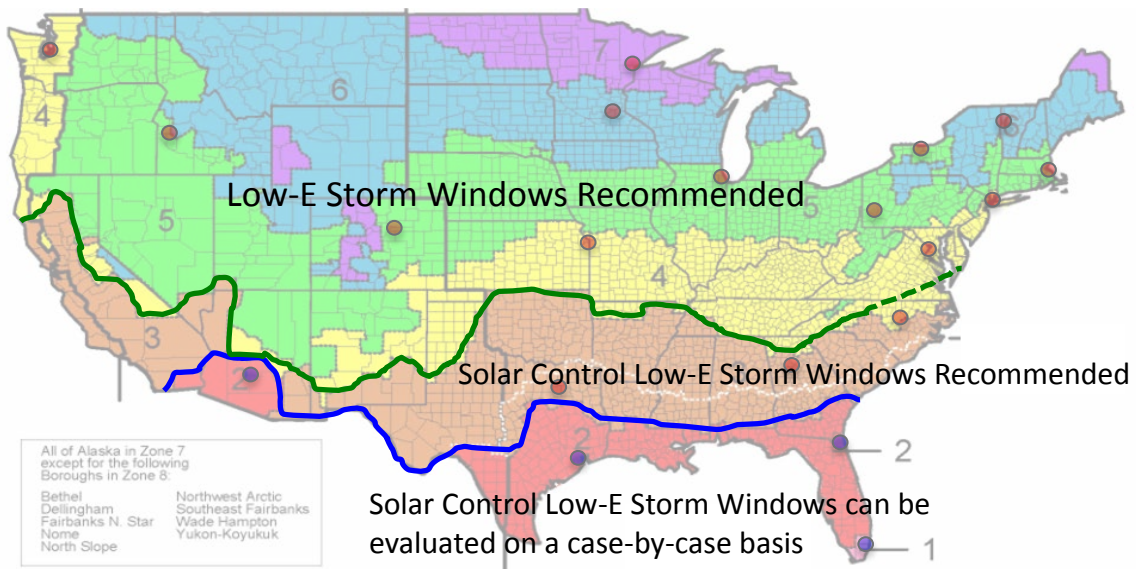 7
6
4
6
Low-E Storm Windows Recommended
5
5
4
3
Solar Control Low-E Storm Windows Recommended
2
2
2
All of Alaska in Zone 7
except for the following
Boroughs in Zone 8:
Bethel
Dellingham
Fairbanks N. Star
Nome
North Slope
Northwest Arctic
Southeast Fairbanks
Wade Hampton
Yukon-Koyukuk
Solar Control Low-E Storm Windows can be
evaluated on a case-by-case basis
1